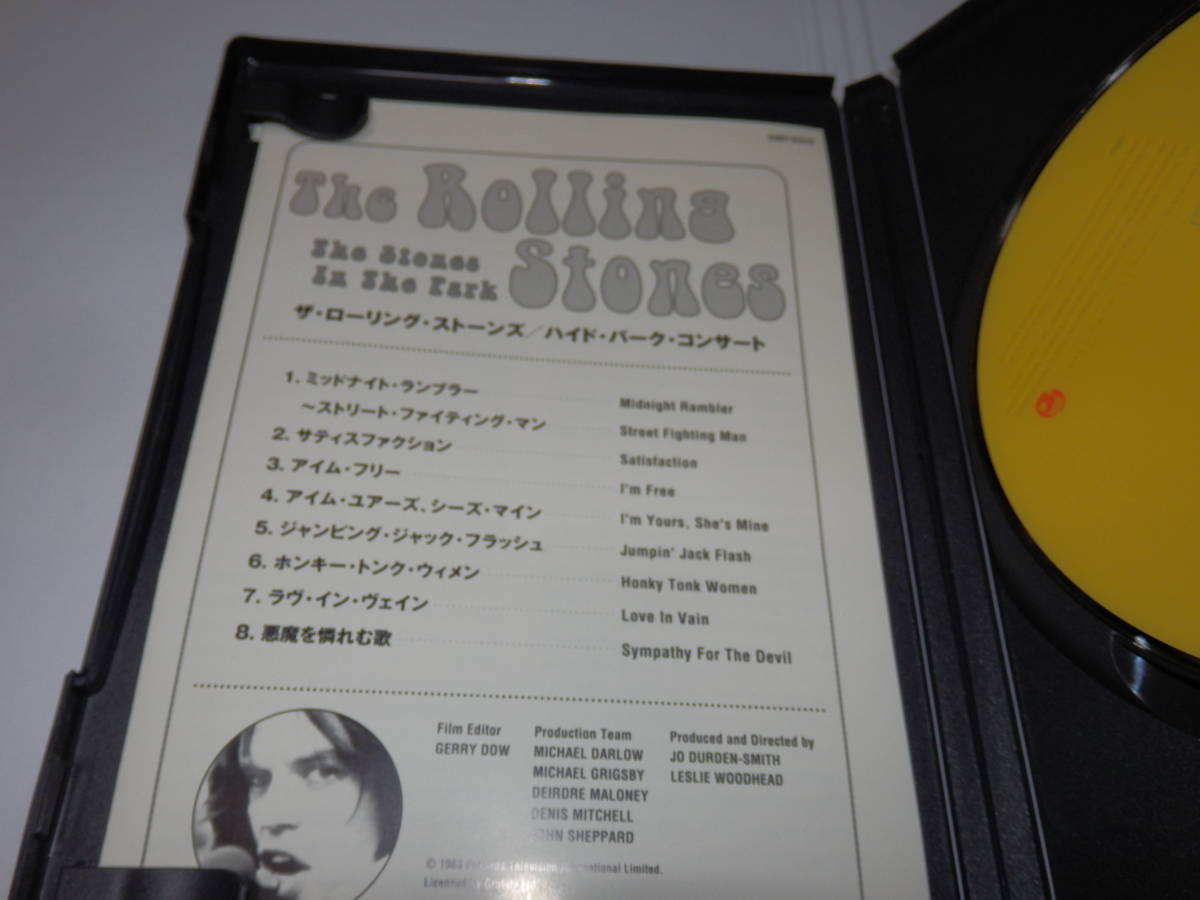 The Rolling
Stones
The Stones
In The Park
ザ・ローリング・ストーンズ／ハイド・パーク・コンサート
1. ミッドナイト・ランブラー Midnight Rambler
〜ストリート・ファイティング・マン Street Fighting Man
2. サティスファクション Satisfaction
3. アイム・フリー I'm Free
4. アイム・ユアーズ、シーズ・マイン I'm Yours, She's Mine
5. ジャンピング・ジャック・フラッシュ Jumpin' Jack Flash
6. ホンキー・トンク・ウィメン Honky Tonk Women
7. ラヴ・イン・ヴェイン Love In Vain
8. 悪魔を憐れむ歌 Sympathy For The Devil
Film Editor
GERRY DOW
Production Team
MICHAEL DARLOW
MICHAEL GRIGSBY
DEIRDRE MALONEY
DENIS MITCHELL
JOHN SHEPPARD
Produced and Directed by
JO DURDEN-SMITH
LESLIE WOODHEAD
Television International Limited.